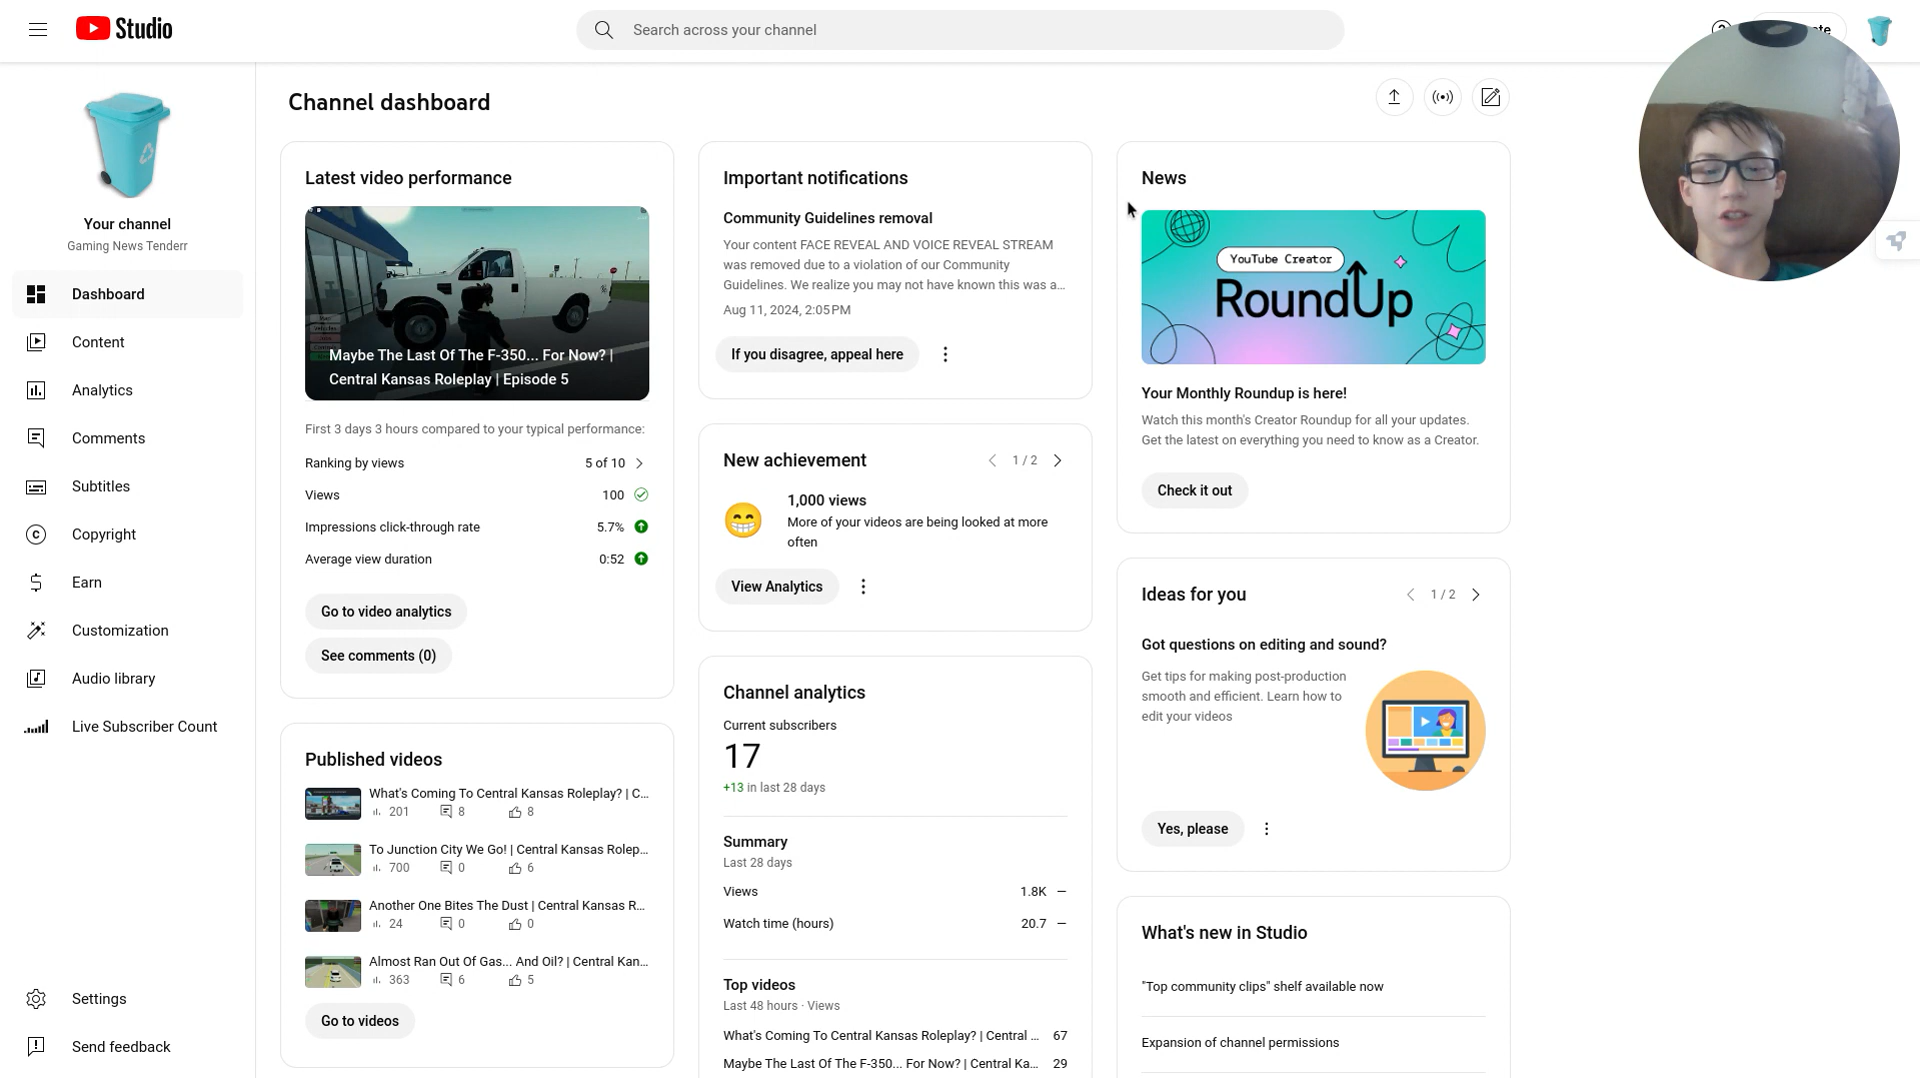 Studio
Search across your channel
Channel dashboard
Your channel
Gaming News Tenderr
Dashboard
Content
Analytics
Comments
Subtitles
Copyright
Earn
Customization
Audio library
Live Subscriber Count
Settings
Send feedback
Latest video performance
Maybe The Last Of The F-350... For Now? |
Central Kansas Roleplay | Episode 5
First 3 days 3 hours compared to your typical performance:
Ranking by views 5 of 10
Views 100
Impressions click-through rate 5.7%
Average view duration 0:52
Go to video analytics
See comments (0)
Published videos
What's Coming To Central Kansas Roleplay? | C...
201 8 8
To Junction City We Go! | Central Kansas Rolep...
700 0 6
Another One Bites The Dust | Central Kansas R...
24 0 0
Almost Ran Out Of Gas... And Oil? | Central Kan...
363 6 5
Go to videos
Important notifications
Community Guidelines removal
Your content FACE REVEAL AND VOICE REVEAL STREAM
was removed due to a violation of our Community
Guidelines. We realize you may not have known this was a...
Aug 11, 2024, 2:05 PM
If you disagree, appeal here
New achievement 1 / 2
1,000 views
More of your videos are being looked at more
often
View Analytics
Channel analytics
Current subscribers
17
+13 in last 28 days
Summary
Last 28 days
Views 1.8K —
Watch time (hours) 20.7 —
Top videos
Last 48 hours · Views
What's Coming To Central Kansas Roleplay? | Central ... 67
Maybe The Last Of The F-350... For Now? | Central Ka... 29
News
YouTube Creator
RoundUp
Your Monthly Roundup is here!
Watch this month's Creator Roundup for all your updates.
Get the latest on everything you need to know as a Creator.
Check it out
Ideas for you 1 / 2
Got questions on editing and sound?
Get tips for making post-production
smooth and efficient. Learn how to
edit your videos
Yes, please
What's new in Studio
"Top community clips" shelf available now
Expansion of channel permissions